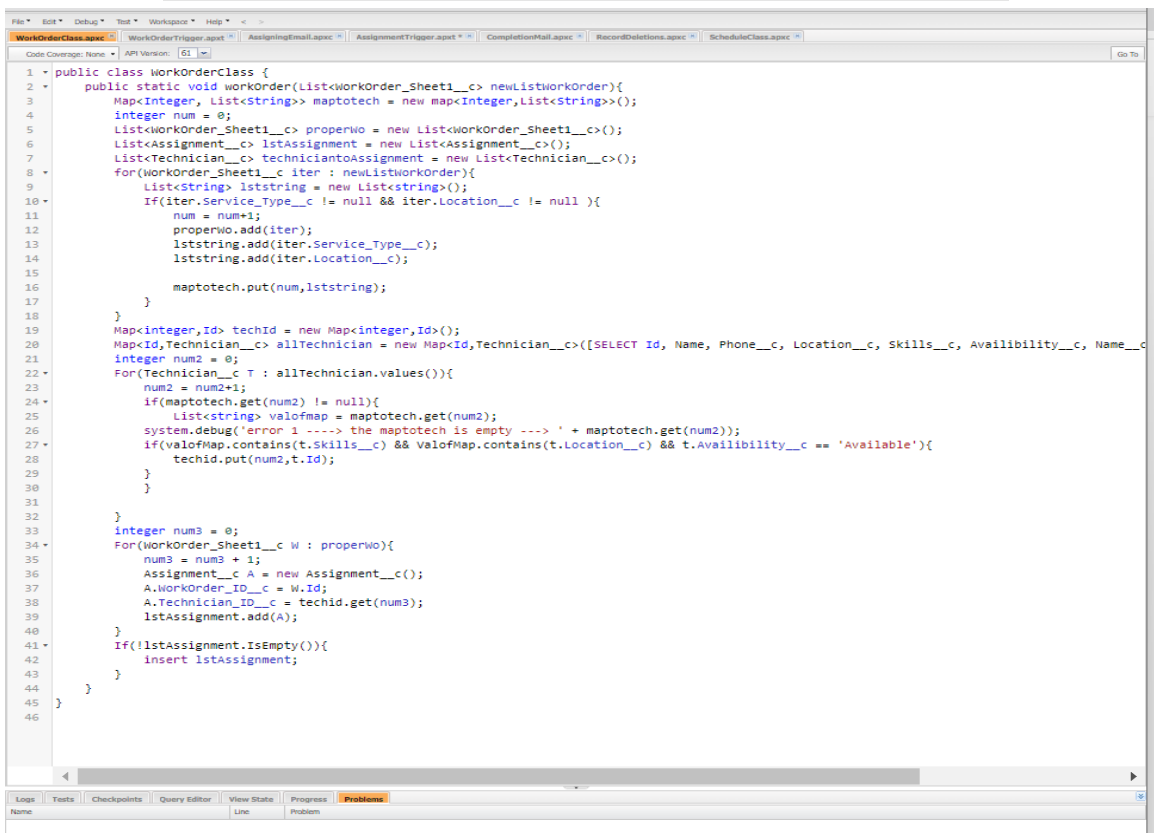 File Edit Debug Test Workspace Help < >
WorkOrderClass.apxc WorkOrderTrigger.apxt AssigningEmail.apxc AssignmentTrigger.apxt * CompletionMail.apxc RecordDeletions.apxc ScheduleClass.apxc
Code Coverage: None API Version: 61 Go To
1 public class WorkOrderClass {
2 public static void workOrder(List<WorkOrder_Sheet1__c> newListWorkOrder){
3 Map<Integer, List<String>> maptotech = new map<Integer,List<String>>();
4 integer num = 0;
5 List<WorkOrder_Sheet1__c> properWo = new List<WorkOrder_Sheet1__c>();
6 List<Assignment__c> lstAssignment = new List<Assignment__c>();
7 List<Technician__c> techniciantoAssignment = new List<Technician__c>();
8 for(WorkOrder_Sheet1__c iter : newListWorkOrder){
9 List<String> lststring = new List<string>();
10 If(iter.Service_Type__c != null && iter.Location__c != null ){
11 num = num+1;
12 properWo.add(iter);
13 lststring.add(iter.Service_Type__c);
14 lststring.add(iter.Location__c);
15
16 maptotech.put(num,lststring);
17 }
18 }
19 Map<integer,Id> techId = new Map<integer,Id>();
20 Map<Id,Technician__c> allTechnician = new Map<Id,Technician__c>([SELECT Id, Name, Phone__c, Location__c, Skills__c, Availibility__c, Name__c
21 integer num2 = 0;
22 For(Technician__c T : allTechnician.values()){
23 num2 = num2+1;
24 if(maptotech.get(num2) != null){
25 List<string> valofmap = maptotech.get(num2);
26 system.debug('error 1 ----> the maptotech is empty ---> ' + maptotech.get(num2));
27 if(valofMap.contains(t.Skills__c) && ValofMap.contains(t.Location__c) && t.Availibility__c == 'Available'){
28 techid.put(num2,t.Id);
29 }
30 }
31
32 }
33 integer num3 = 0;
34 For(WorkOrder_Sheet1__c W : properWo){
35 num3 = num3 + 1;
36 Assignment__c A = new Assignment__c();
37 A.WorkOrder_ID__c = W.Id;
38 A.Technician_ID__c = techid.get(num3);
39 lstAssignment.add(A);
40 }
41 If(!lstAssignment.IsEmpty()){
42 insert lstAssignment;
43 }
44 }
45 }
46
Logs Tests Checkpoints Query Editor View State Progress Problems
Name Line Problem